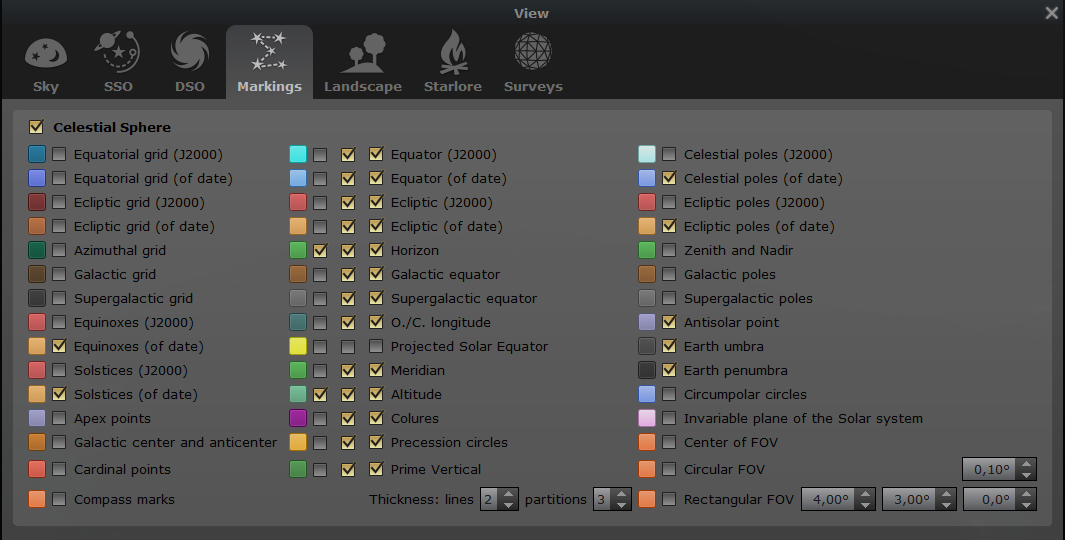 View
Sky SSO DSO Markings Landscape Starlore Surveys
Celestial Sphere
Equatorial grid (J2000) Equator (J2000) Celestial poles (J2000)
Equatorial grid (of date) Equator (of date) Celestial poles (of date)
Ecliptic grid (J2000) Ecliptic (J2000) Ecliptic poles (J2000)
Ecliptic grid (of date) Ecliptic (of date) Ecliptic poles (of date)
Azimuthal grid Horizon Zenith and Nadir
Galactic grid Galactic equator Galactic poles
Supergalactic grid Supergalactic equator Supergalactic poles
Equinoxes (J2000) O./C. longitude Antisolar point
Equinoxes (of date) Projected Solar Equator Earth umbra
Solstices (J2000) Meridian Earth penumbra
Solstices (of date) Altitude Circumpolar circles
Apex points Colures Invariable plane of the Solar system
Galactic center and anticenter Precession circles Center of FOV
Cardinal points Prime Vertical Circular FOV 0,10°
Compass marks Thickness: lines 2 partitions 3 Rectangular FOV 4,00° 3,00° 0,0°